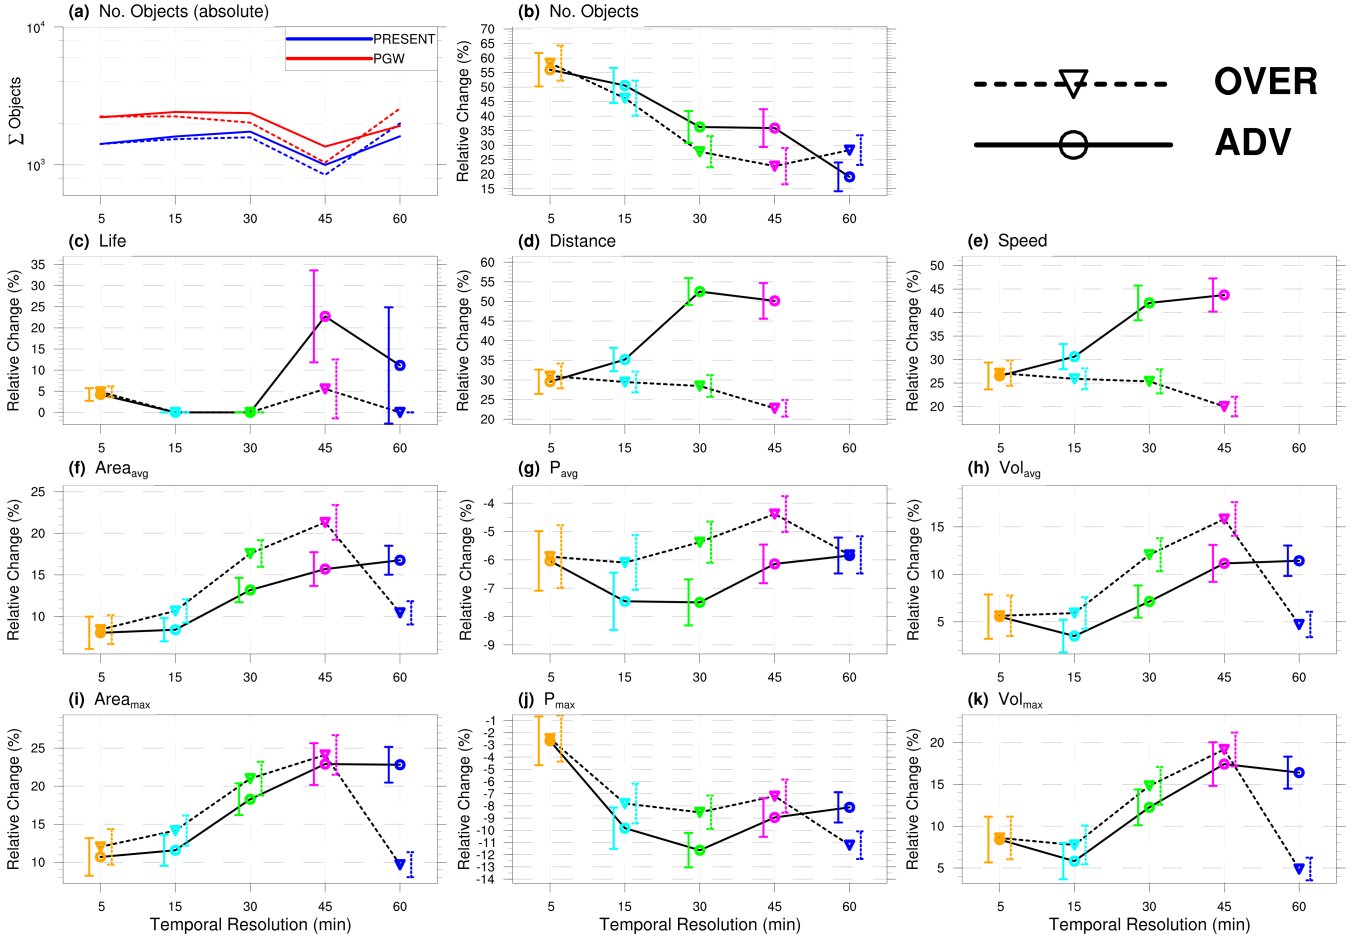 (a) No. Objects (absolute)
10^4
10^3
Σ Objects
PRESENT
PGW
5 15 30 45 60
(b) No. Objects
Relative Change (%)
70
65
60
55
50
45
40
35
30
25
20
15
5 15 30 45 60
OVER
ADV
(c) Life
Relative Change (%)
35
30
25
20
15
10
5
0
5 15 30 45 60
(d) Distance
Relative Change (%)
60
55
50
45
40
35
30
25
20
5 15 30 45 60
(e) Speed
Relative Change (%)
50
45
40
35
30
25
20
5 15 30 45 60
(f) Area_avg
Relative Change (%)
25
20
15
10
5 15 30 45 60
(g) P_avg
Relative Change (%)
-4
-5
-6
-7
-8
-9
5 15 30 45 60
(h) Vol_avg
Relative Change (%)
15
10
5
5 15 30 45 60
(i) Area_max
Relative Change (%)
25
20
15
10
5 15 30 45 60
Temporal Resolution (min)
(j) P_max
Relative Change (%)
-1
-2
-3
-4
-5
-6
-7
-8
-9
-10
-11
-12
-13
-14
5 15 30 45 60
Temporal Resolution (min)
(k) Vol_max
Relative Change (%)
20
15
10
5
5 15 30 45 60
Temporal Resolution (min)